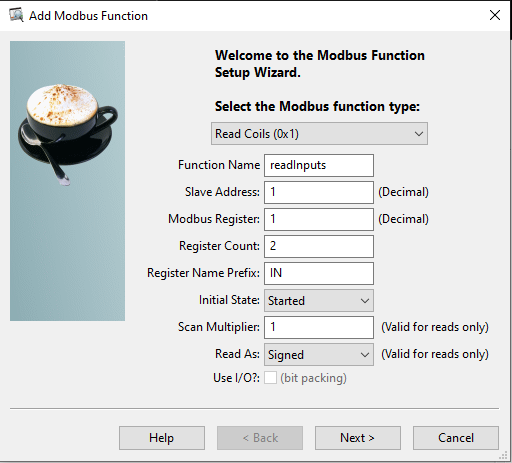 Add Modbus Function
Welcome to the Modbus Function
Setup Wizard.
Select the Modbus function type:
Read Coils (0x1)
Function Name readInputs
Slave Address: 1 (Decimal)
Modbus Register: 1 (Decimal)
Register Count: 2
Register Name Prefix: IN
Initial State: Started
Scan Multiplier: 1 (Valid for reads only)
Read As: Signed (Valid for reads only)
Use I/O?: (bit packing)
Help < Back Next > Cancel